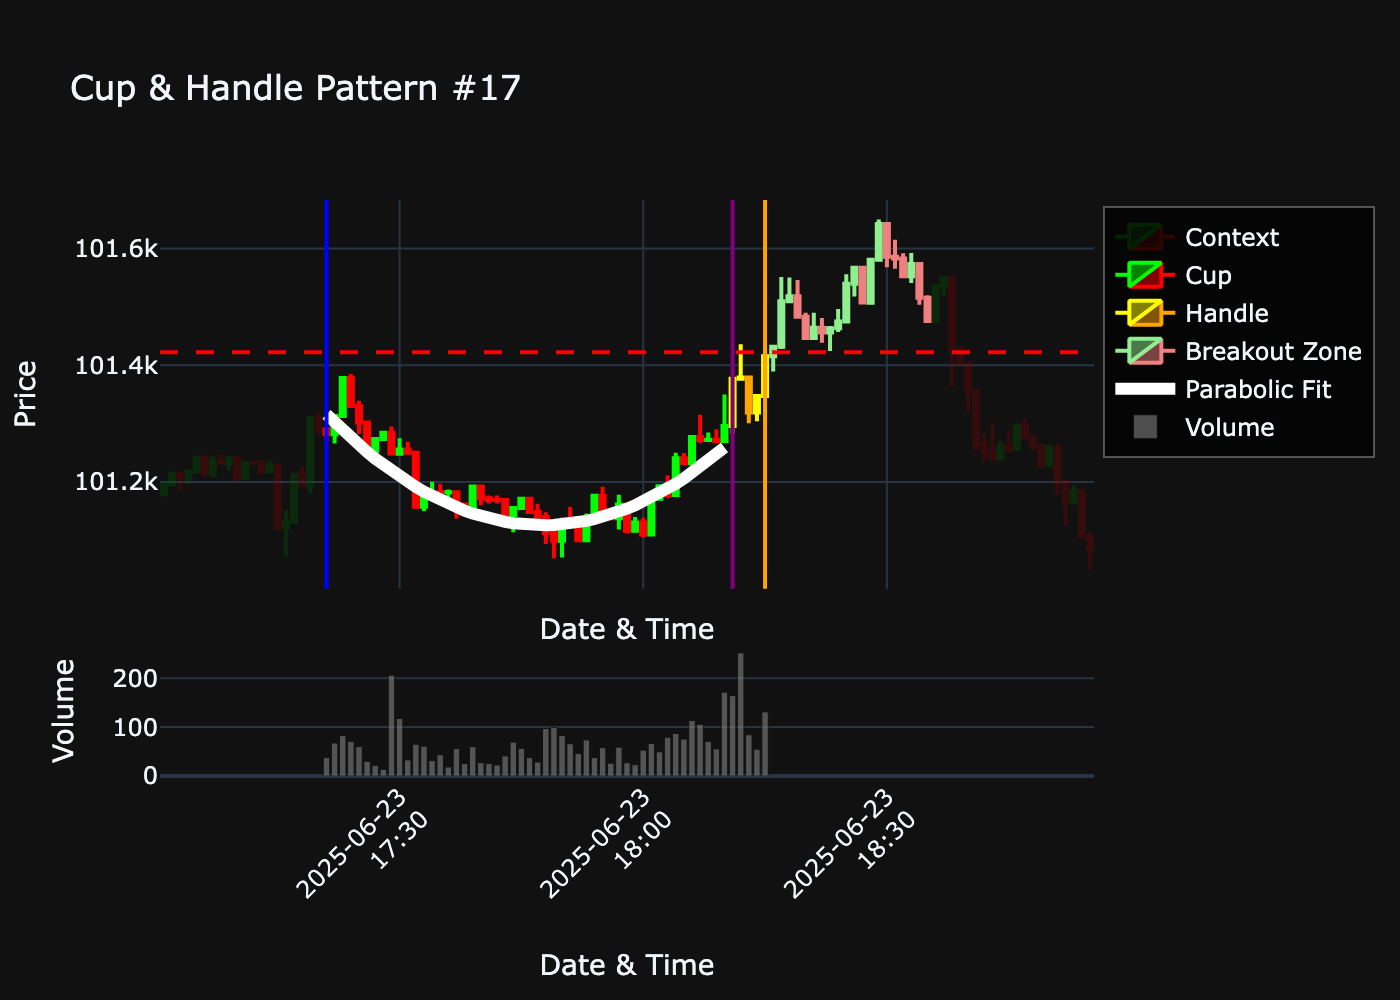 Cup & Handle Pattern #17
Price
101.6k
101.4k
101.2k
Context
Cup
Handle
Breakout Zone
Parabolic Fit
Volume
Date & Time
Volume
200
100
0
2025-06-23
17:30
2025-06-23
18:00
2025-06-23
18:30
Date & Time